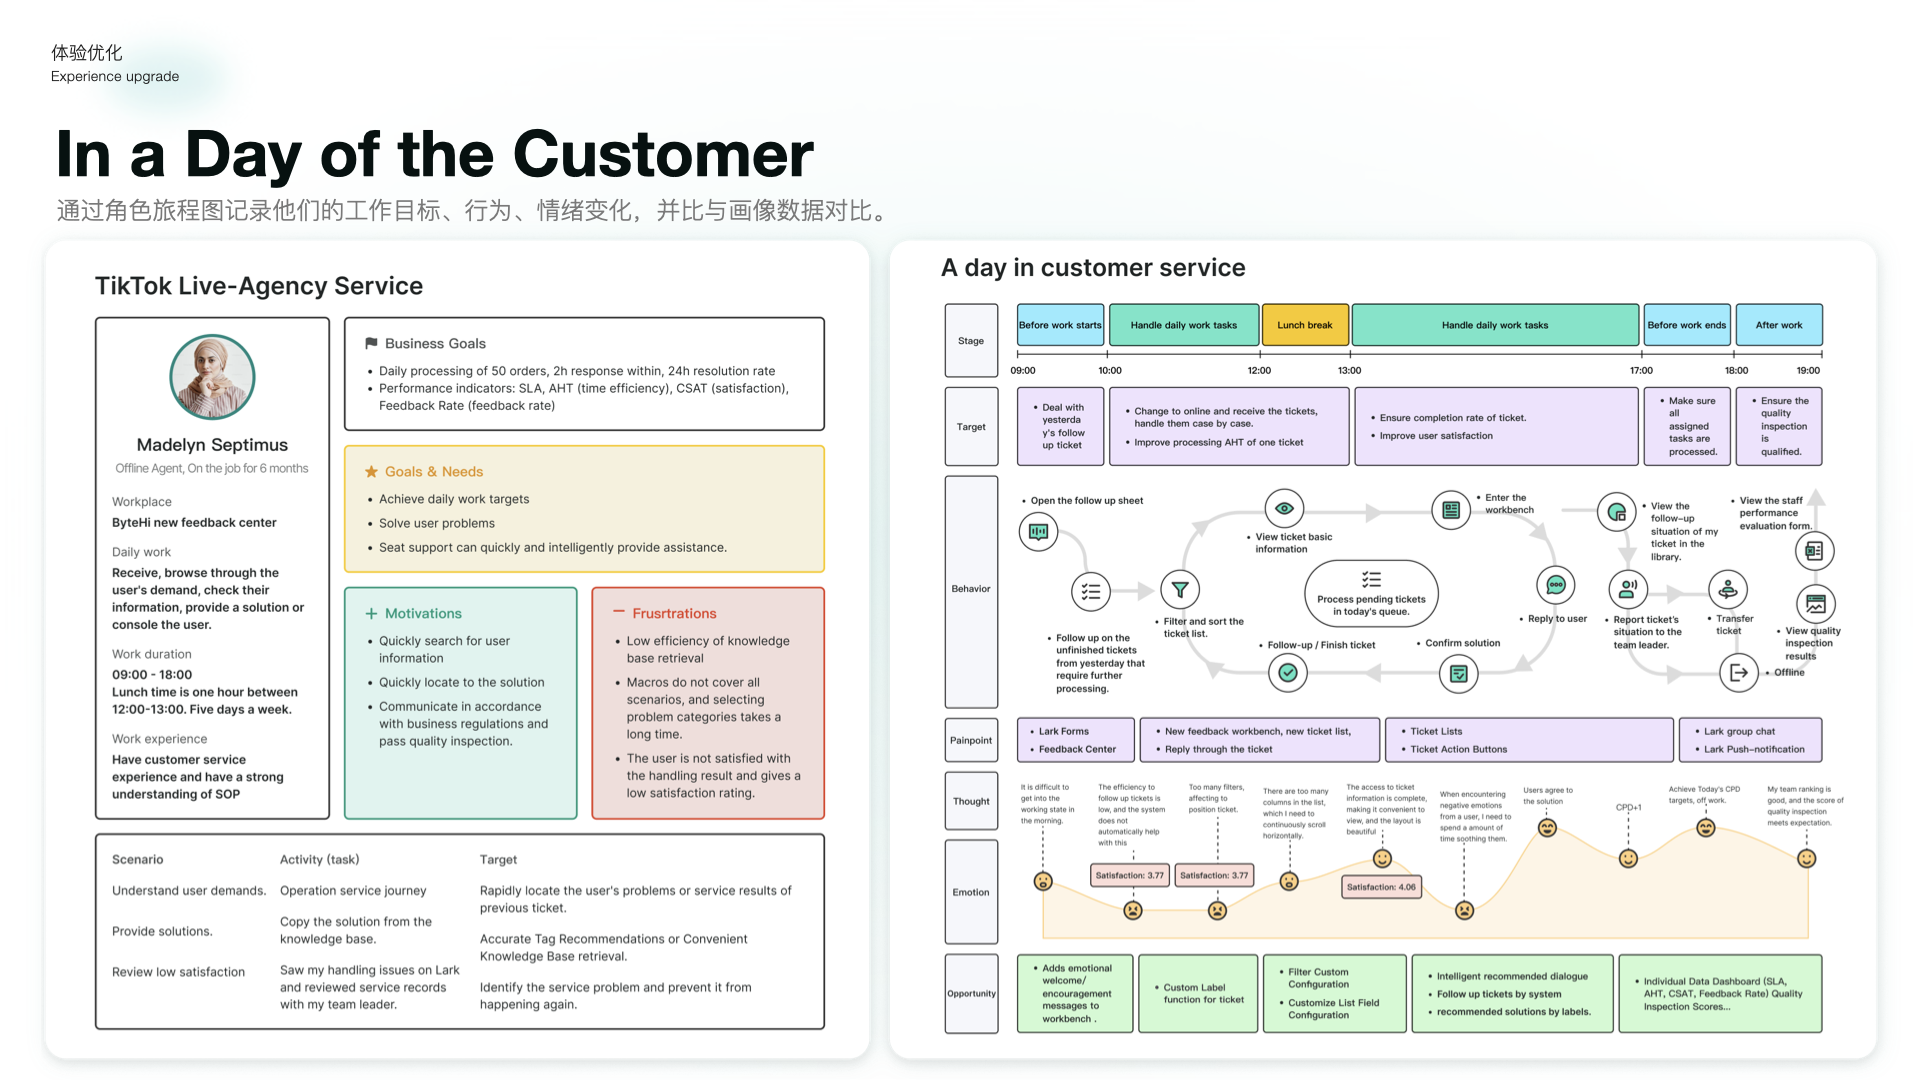 体验优化
Experience upgrade
In a Day of the Customer
通过角色旅程图记录他们的工作目标、行为、情绪变化，并比与画像数据对比。
TikTok Live-Agency Service
Madelyn Septimus
Offline Agent, On the job for 6 months
Workplace
ByteHi new feedback center
Daily work
Receive, browse through the
user's demand, check their
information, provide a solution or
console the user.
Work duration
09:00 - 18:00
Lunch time is one hour between
12:00-13:00. Five days a week.
Work experience
Have customer service
experience and have a strong
understanding of SOP
Business Goals
• Daily processing of 50 orders, 2h response within, 24h resolution rate
• Performance indicators: SLA, AHT (time efficiency), CSAT (satisfaction),
Feedback Rate (feedback rate)
Goals & Needs
• Achieve daily work targets
• Solve user problems
• Seat support can quickly and intelligently provide assistance.
Motivations
• Quickly search for user
information
• Quickly locate to the solution
• Communicate in accordance
with business regulations and
pass quality inspection.
Frusrtrations
• Low efficiency of knowledge
base retrieval
• Macros do not cover all
scenarios, and selecting
problem categories takes a
long time.
• The user is not satisfied with
the handling result and gives a
low satisfaction rating.
Scenario
Activity (task)
Target
Understand user demands.
Operation service journey
Rapidly locate the user's problems or service results of
previous ticket.
Provide solutions.
Copy the solution from the
knowledge base.
Accurate Tag Recommendations or Convenient
Knowledge Base retrieval.
Review low satisfaction
Saw my handling issues on Lark
and reviewed service records
with my team leader.
Identify the service problem and prevent it from
happening again.
A day in customer service
Stage
Before work starts
Handle daily work tasks
Lunch break
Handle daily work tasks
Before work ends
After work
09:00
10:00
12:00
13:00
17:00
18:00
19:00
Target
• Deal with
yesterda
y's follow
up ticket
• Change to online and receive the tickets,
handle them case by case.
• Improve processing AHT of one ticket
• Ensure completion rate of ticket.
• Improve user satisfaction
• Make sure
all
assigned
tasks are
processed.
• Ensure the
quality
inspection
is
qualified.
Behavior
• Open the follow up sheet
• Follow up on the
unfinished tickets
from yesterday that
require further
processing.
• Filter and sort the
ticket list.
• View ticket basic
information
• Enter the
workbench
Process pending tickets
in today's queue.
• Reply to user
• Confirm solution
• Follow-up / Finish ticket
• View the
follow-up
situation of my
ticket in the
library.
• Report ticket's
situation to the
team leader.
• Transfer
ticket
• Offline
• View quality
inspection
results
• View the staff
performance
evaluation form.
Painpoint
• Lark Forms
• Feedback Center
• New feedback workbench, new ticket list,
• Reply through the ticket
• Ticket Lists
• Ticket Action Buttons
• Lark group chat
• Lark Push-notification
Thought
It is difficult to
get into the
working state in
the morning.
The efficiency to
follow up tickets is
low, and the system
does not
automatically help
with this
Too many filters,
affecting to
position ticket.
There are too many
columns in the list,
which I need to
continuously scroll
horizontally.
The access to ticket
information is complete,
making it convenient to
view, and the layout is
beautiful
When encountering
negative emotions
from a user, I need to
spend a amount of
time soothing them.
Users agree to
the solution
CPD+1
Achieve Today's CPD
targets, off work.
My team ranking is
good, and the score of
quality inspection
meets expectation.
Emotion
Satisfaction: 3.77
Satisfaction: 3.77
Satisfaction: 4.06
Opportunity
• Adds emotional
welcome/
encouragement
messages to
workbench .
• Custom Label
function for ticket
• Filter Custom
Configuration
• Customize List Field
Configuration
• Intelligent recommended dialogue
• Follow up tickets by system
• recommended solutions by labels.
• Individual Data Dashboard (SLA,
AHT, CSAT, Feedback Rate) Quality
Inspection Scores...